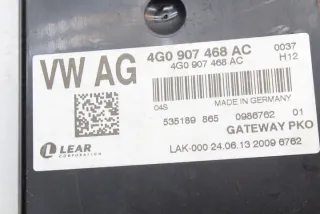 VW AG 4G0 907 468 AC 0037
4G0 907 468 AC H12
04S MADE IN GERMANY
535189 865 0986762 01
GATEWAY PKO
LEAR
CORPORATION
LAK-000 24.06.13 2009 6762